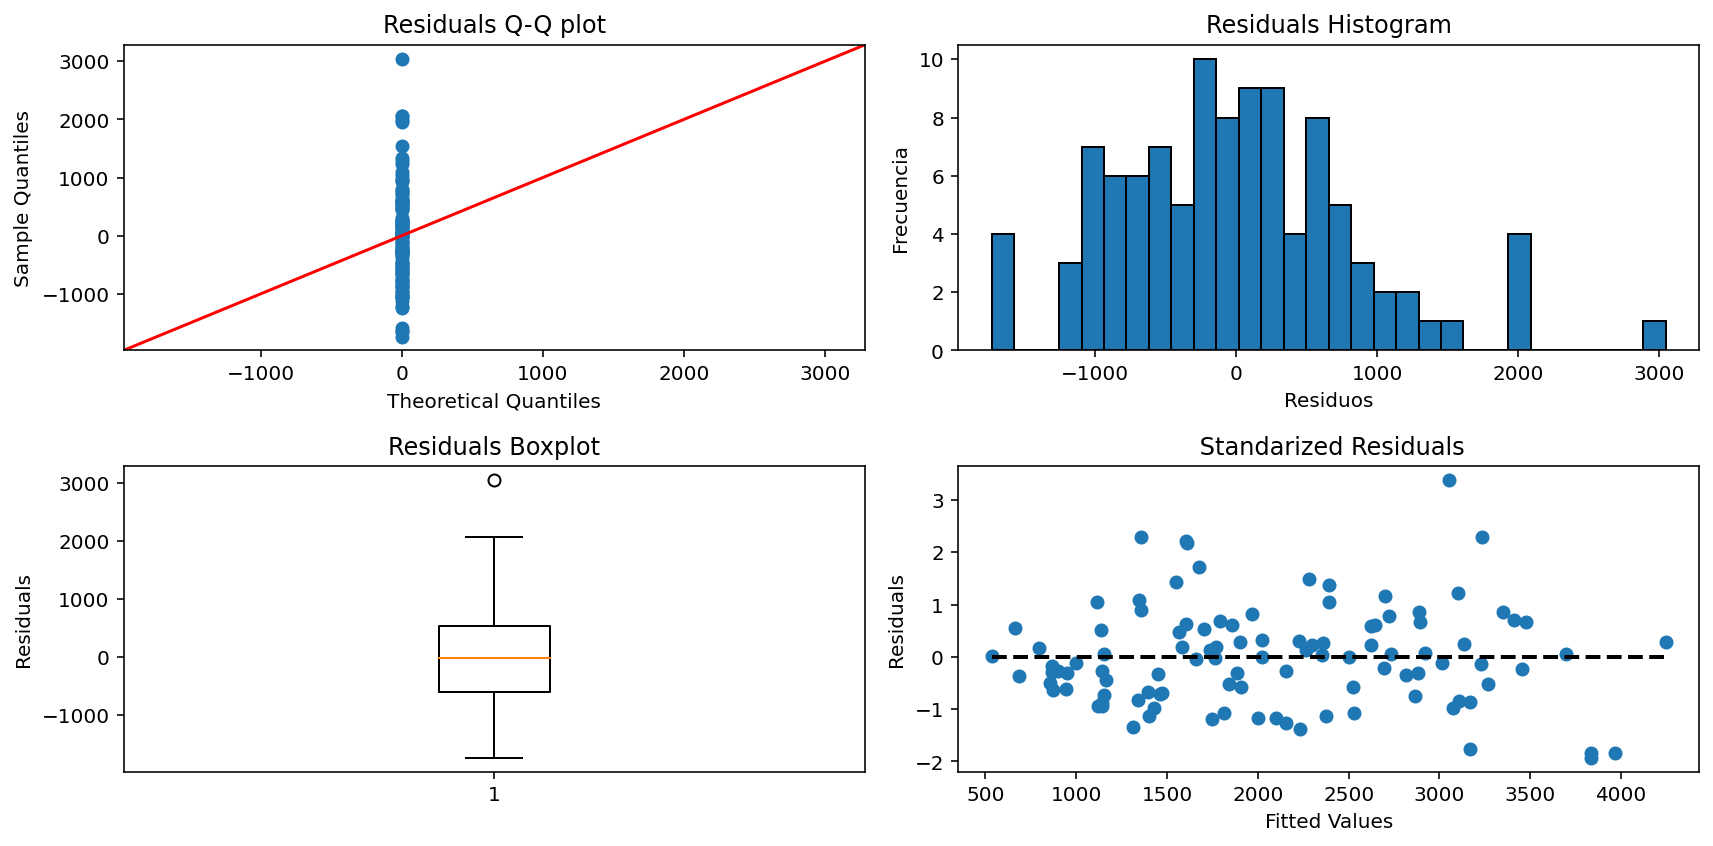 Residuals Q-Q plot
Sample Quantiles
3000
2000
1000
0
−1000
−1000 0 1000 2000 3000
Theoretical Quantiles
Residuals Histogram
Frecuencia
10
8
6
4
2
0
−1000 0 1000 2000 3000
Residuos
Residuals Boxplot
Residuals
3000
2000
1000
0
−1000
1
Standarized Residuals
Residuals
3
2
1
0
−1
−2
500 1000 1500 2000 2500 3000 3500 4000
Fitted Values